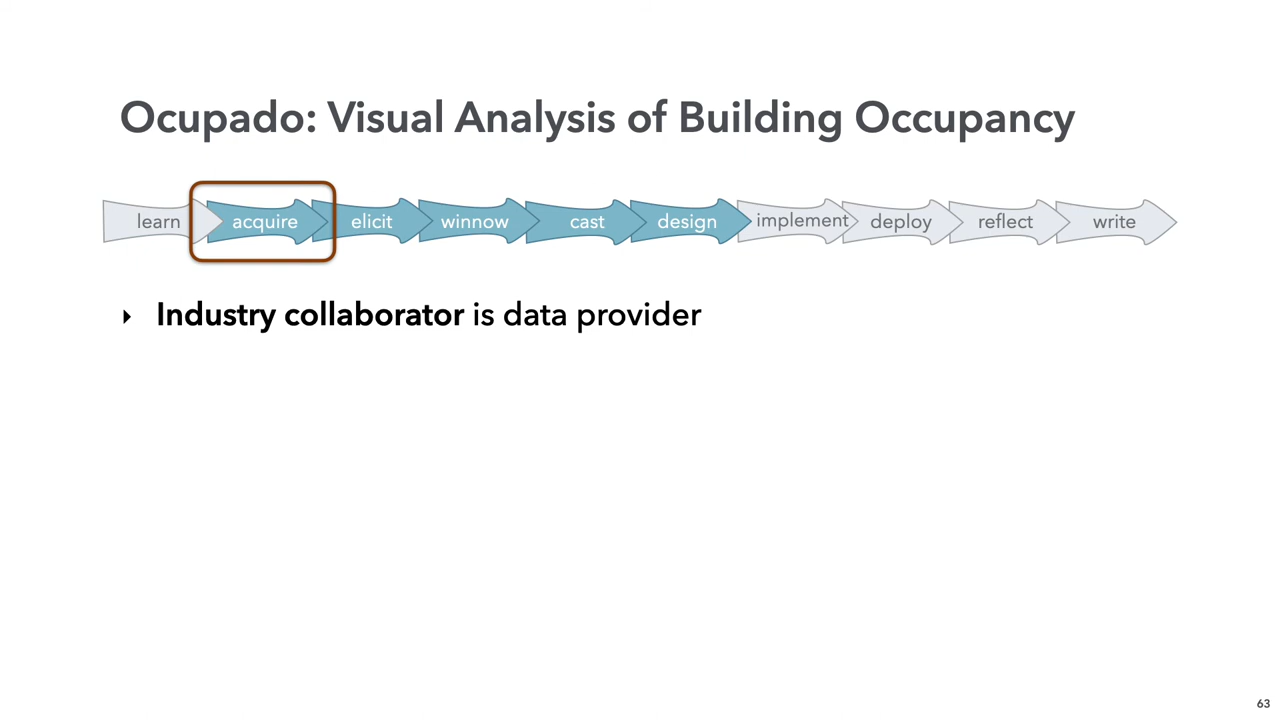 Ocupado: Visual Analysis of Building Occupancy
learn acquire elicit winnow cast design implement deploy reflect write
Industry collaborator is data provider
63